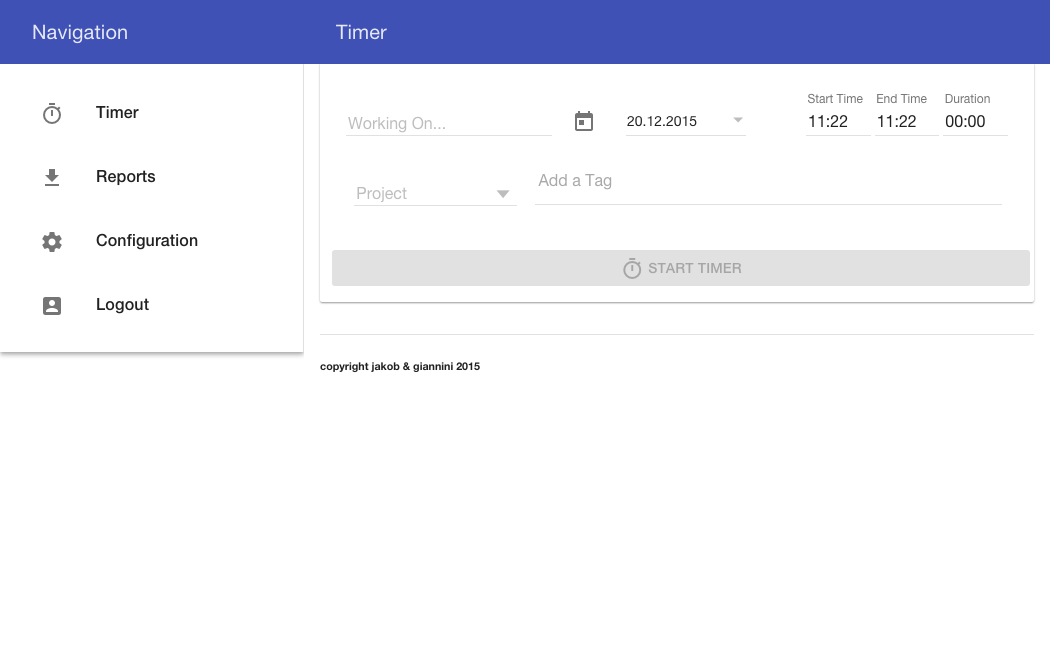 Navigation
Timer
Timer
Reports
Configuration
Logout
Start Time End Time Duration
Working On... 20.12.2015 11:22 11:22 00:00
Project Add a Tag
START TIMER
copyright jakob & giannini 2015